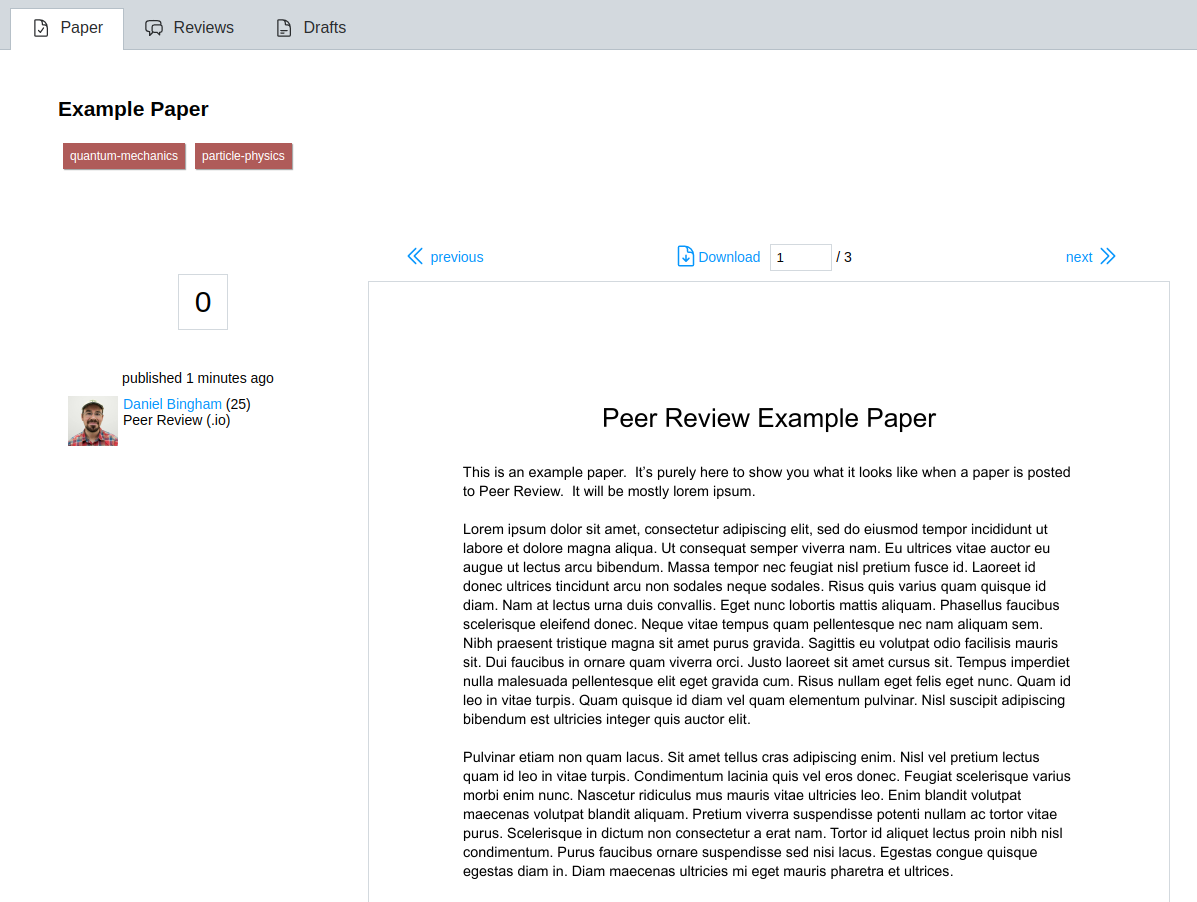 Paper Reviews Drafts
Example Paper
quantum-mechanics particle-physics
previous Download 1 / 3 next
0
published 1 minutes ago
Daniel Bingham (25)
Peer Review (.io)
Peer Review Example Paper
This is an example paper.  It’s purely here to show you what it looks like when a paper is posted
to Peer Review.  It will be mostly lorem ipsum.
Lorem ipsum dolor sit amet, consectetur adipiscing elit, sed do eiusmod tempor incididunt ut
labore et dolore magna aliqua. Ut consequat semper viverra nam. Eu ultrices vitae auctor eu
augue ut lectus arcu bibendum. Massa tempor nec feugiat nisl pretium fusce id. Laoreet id
donec ultrices tincidunt arcu non sodales neque sodales. Risus quis varius quam quisque id
diam. Nam at lectus urna duis convallis. Eget nunc lobortis mattis aliquam. Phasellus faucibus
scelerisque eleifend donec. Neque vitae tempus quam pellentesque nec nam aliquam sem.
Nibh praesent tristique magna sit amet purus gravida. Sagittis eu volutpat odio facilisis mauris
sit. Dui faucibus in ornare quam viverra orci. Justo laoreet sit amet cursus sit. Tempus imperdiet
nulla malesuada pellentesque elit eget gravida cum. Risus nullam eget felis eget nunc. Quam id
leo in vitae turpis. Quam quisque id diam vel quam elementum pulvinar. Nisl suscipit adipiscing
bibendum est ultricies integer quis auctor elit.
Pulvinar etiam non quam lacus. Sit amet tellus cras adipiscing enim. Nisl vel pretium lectus
quam id leo in vitae turpis. Condimentum lacinia quis vel eros donec. Feugiat scelerisque varius
morbi enim nunc. Nascetur ridiculus mus mauris vitae ultricies leo. Enim blandit volutpat
maecenas volutpat blandit aliquam. Pretium viverra suspendisse potenti nullam ac tortor vitae
purus. Scelerisque in dictum non consectetur a erat nam. Tortor id aliquet lectus proin nibh nisl
condimentum. Purus faucibus ornare suspendisse sed nisi lacus. Egestas congue quisque
egestas diam in. Diam maecenas ultricies mi eget mauris pharetra et ultrices.